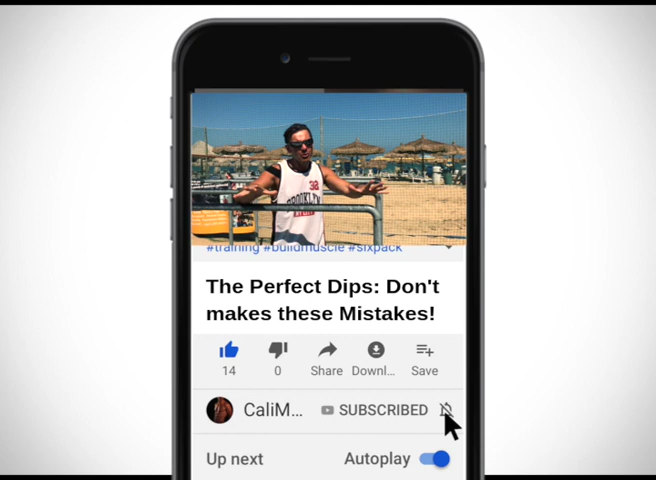 32
BROOKLYN
#training #buildmuscle #sixpack
The Perfect Dips: Don't
makes these Mistakes!
14
0
Share
Downl...
Save
CaliM...
SUBSCRIBED
Up next
Autoplay